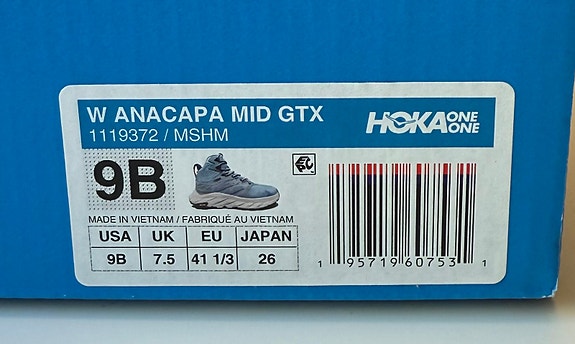 W ANACAPA MID GTX
1119372 / MSHM
HOKA ONE ONE
9B
MADE IN VIETNAM / FABRIQUÉ AU VIETNAM
USA UK EU JAPAN
9B 7.5 41 1/3 26
1 95719 60753 1